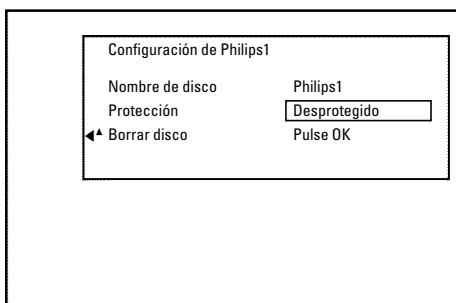 Configuración de Philips1
Nombre de disco Philips1
Protección Desprotegido
Borrar disco Pulse OK